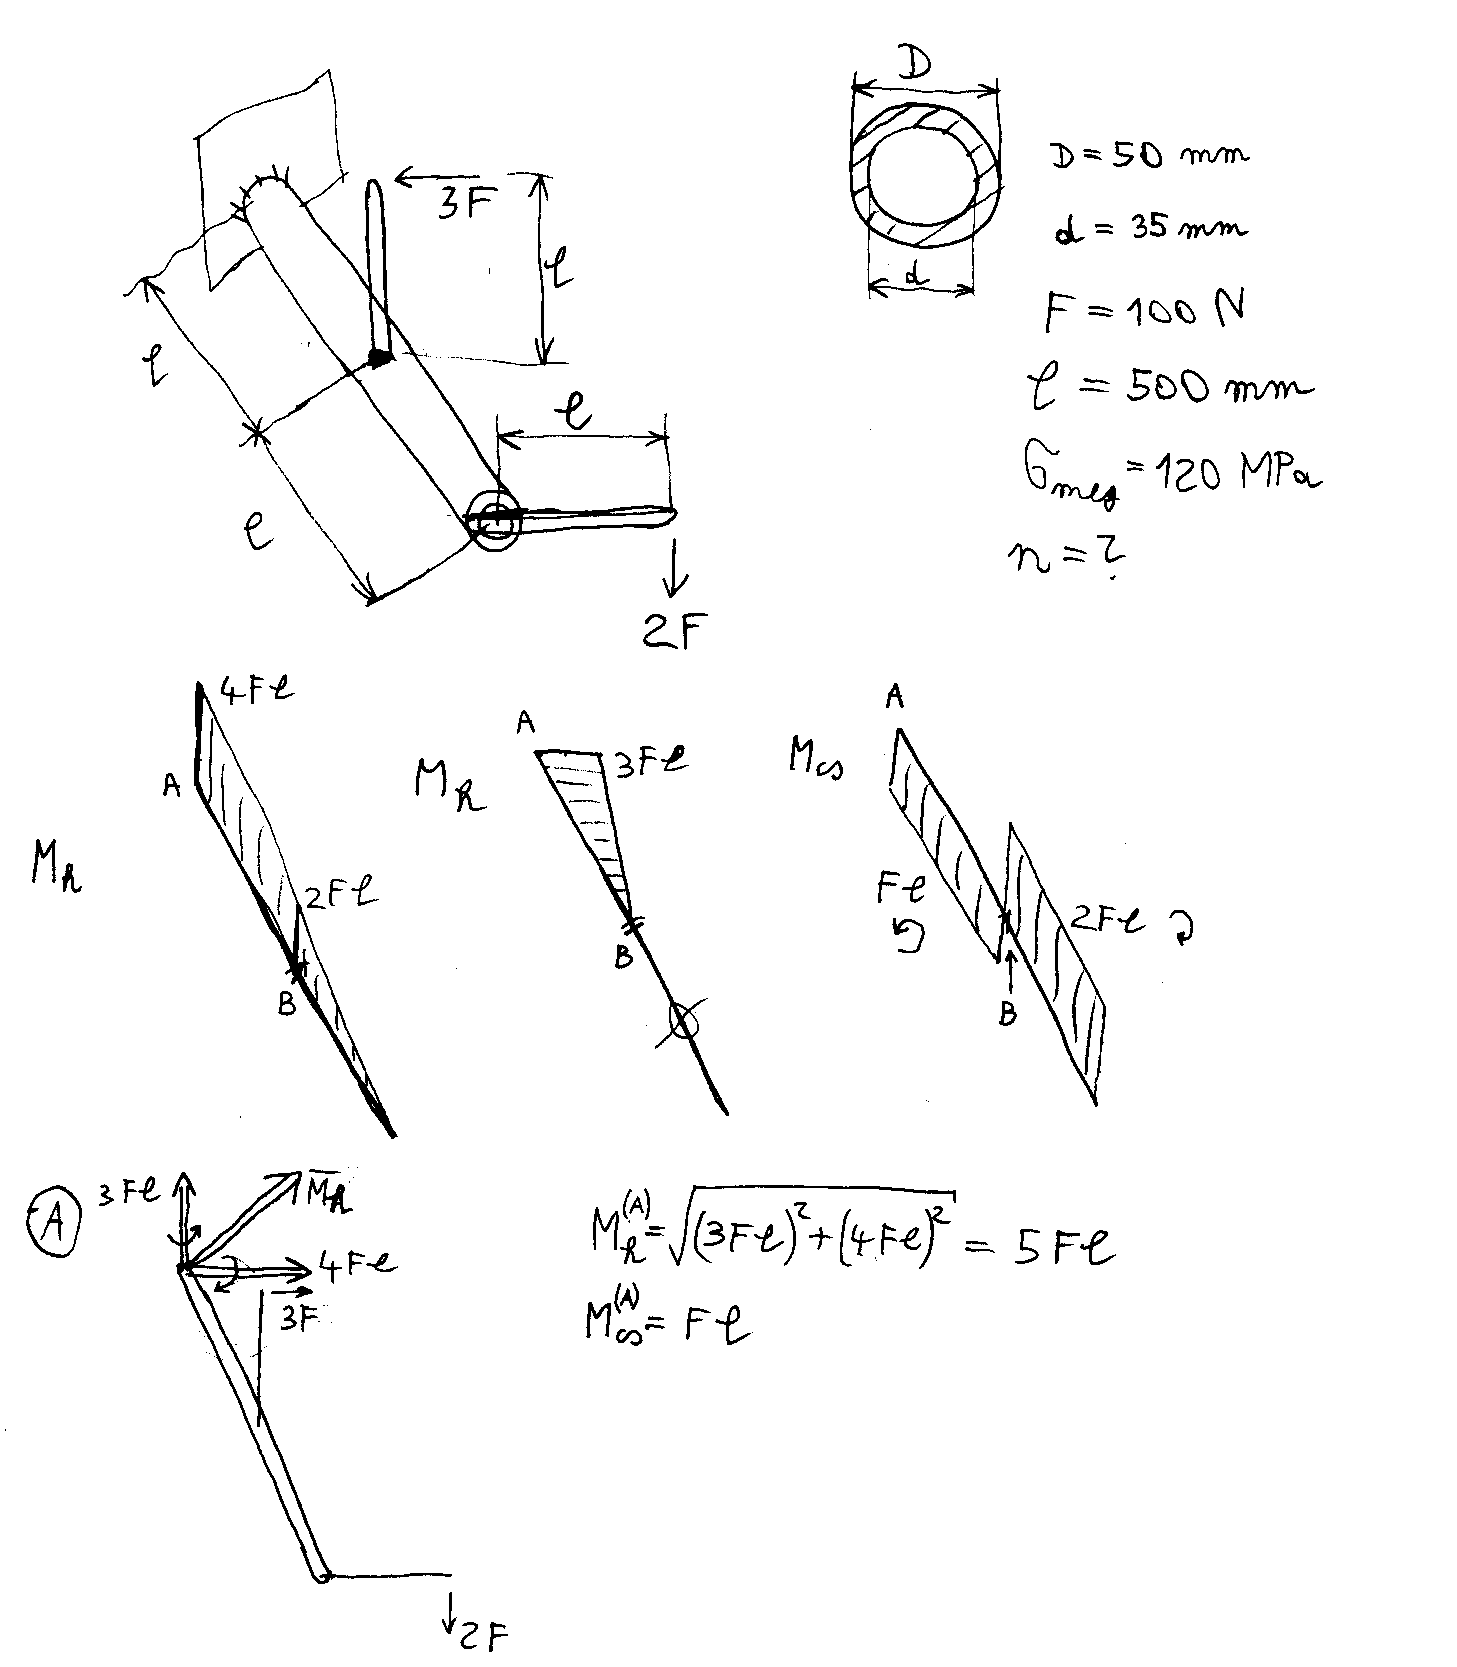 D
D = 50 mm
3F
d = 35 mm
ℓ
d
F = 100 N
ℓ
ℓ = 500 mm
ℓ
σmeg = 120 MPa
ℓ
n = ?
2F
4Fℓ
A
3Fℓ
Mh
A
2Fℓ
B
Mh
A
B
Mcs
Fℓ
2Fℓ
B
A
3Fℓ
Mh
4Fℓ
3F
2F
Mh(A) = √(3Fℓ)² + (4Fℓ)² = 5Fℓ
Mcs(A) = Fℓ